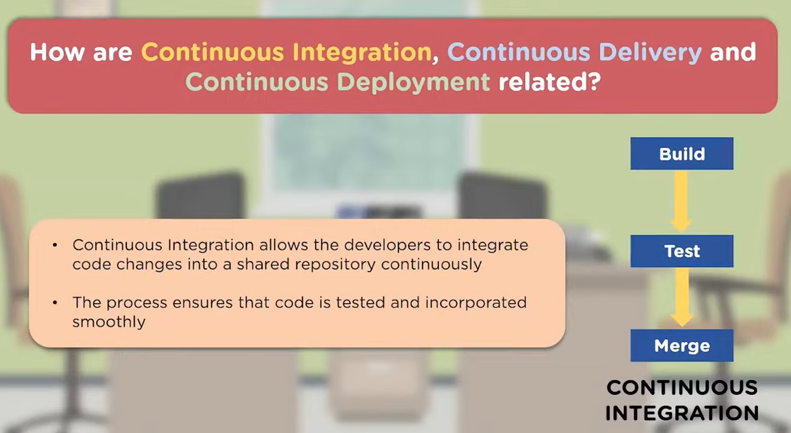 How are Continuous Integration, Continuous Delivery and
Continuous Deployment related?
Build
• Continuous Integration allows the developers to integrate
code changes into a shared repository continuously
• The process ensures that code is tested and incorporated
smoothly
Test
Merge
CONTINUOUS
INTEGRATION